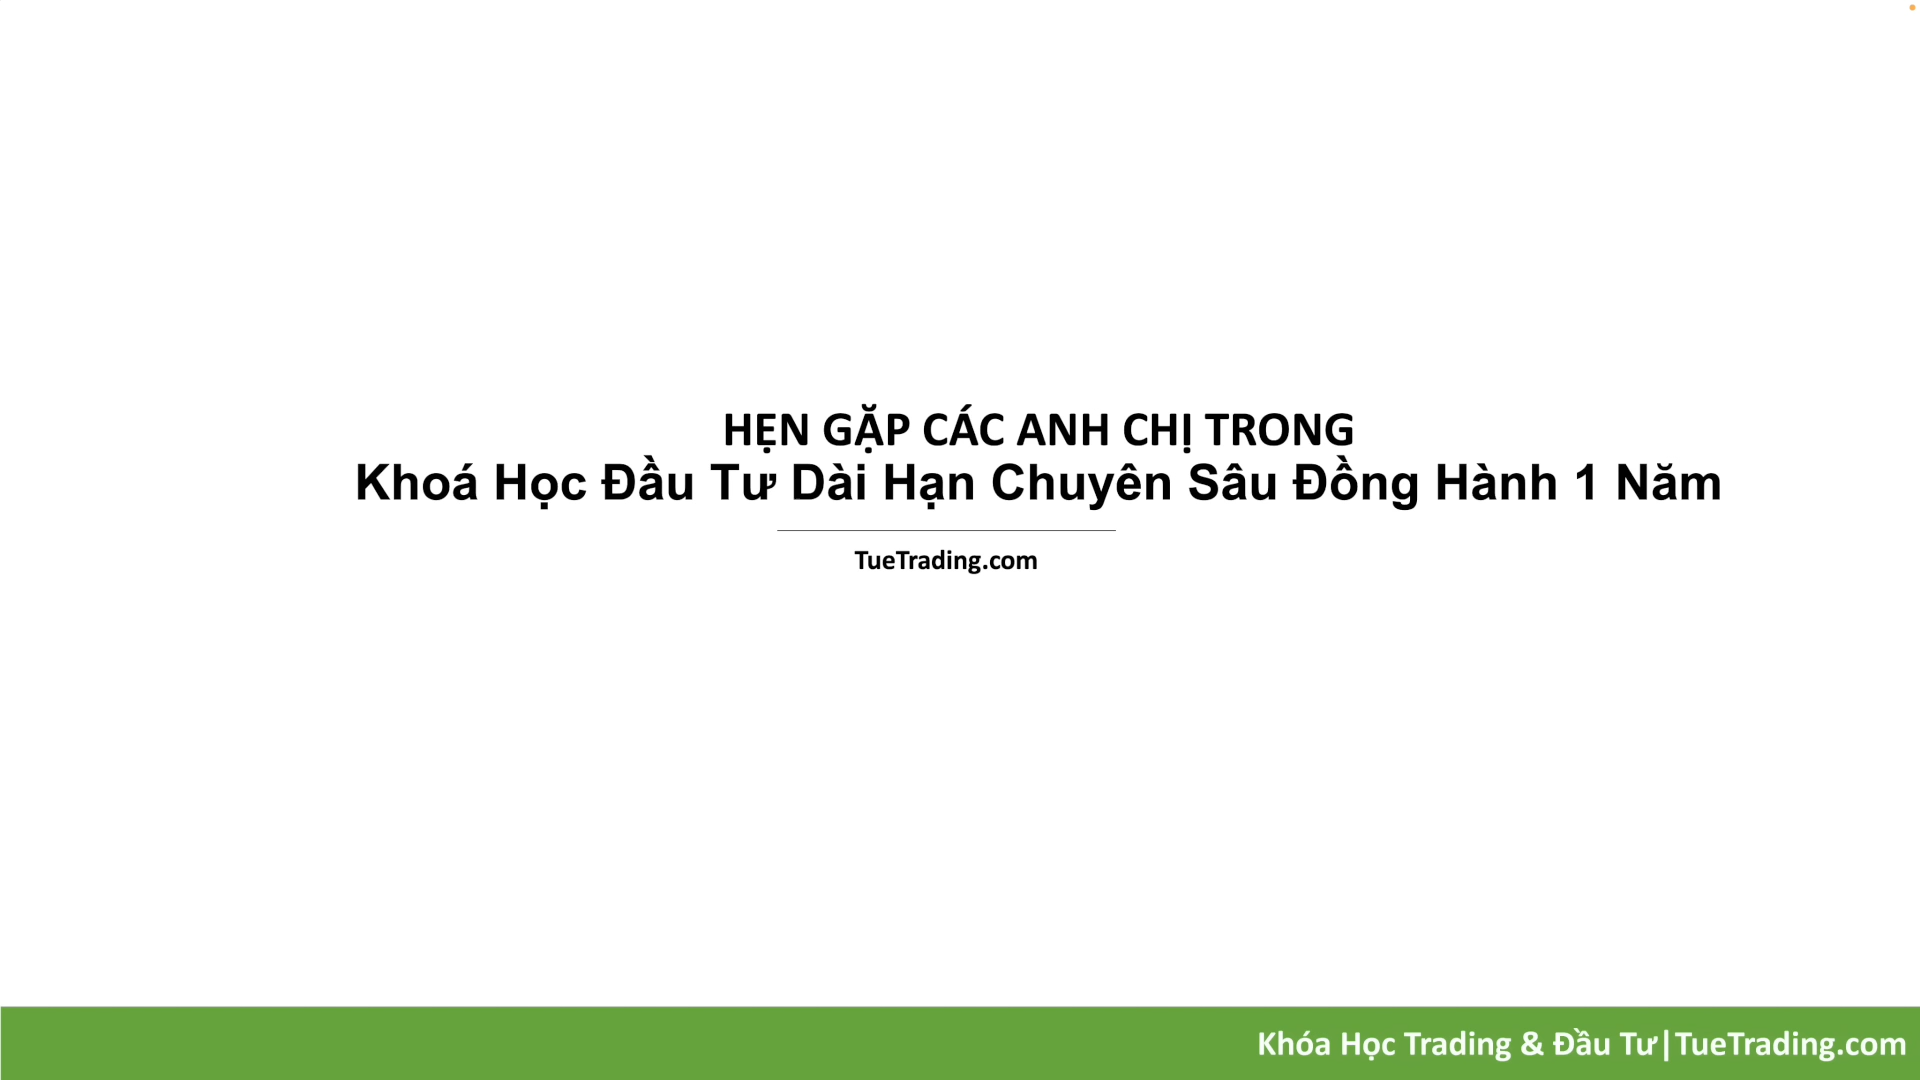 HẸN GẶP CÁC ANH CHỊ TRONG
Khoá Học Đầu Tư Dài Hạn Chuyên Sâu Đồng Hành 1 Năm
TueTrading.com
Khóa Học Trading & Đầu Tư|TueTrading.com